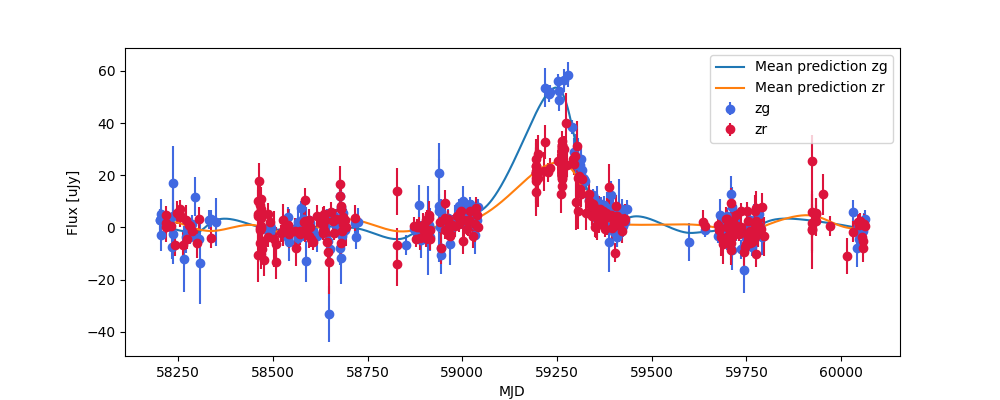 60
40
20
0
−20
−40
Flux [uJy]
58250
58500
58750
59000
59250
59500
59750
60000
MJD
Mean prediction zg
Mean prediction zr
zg
zr